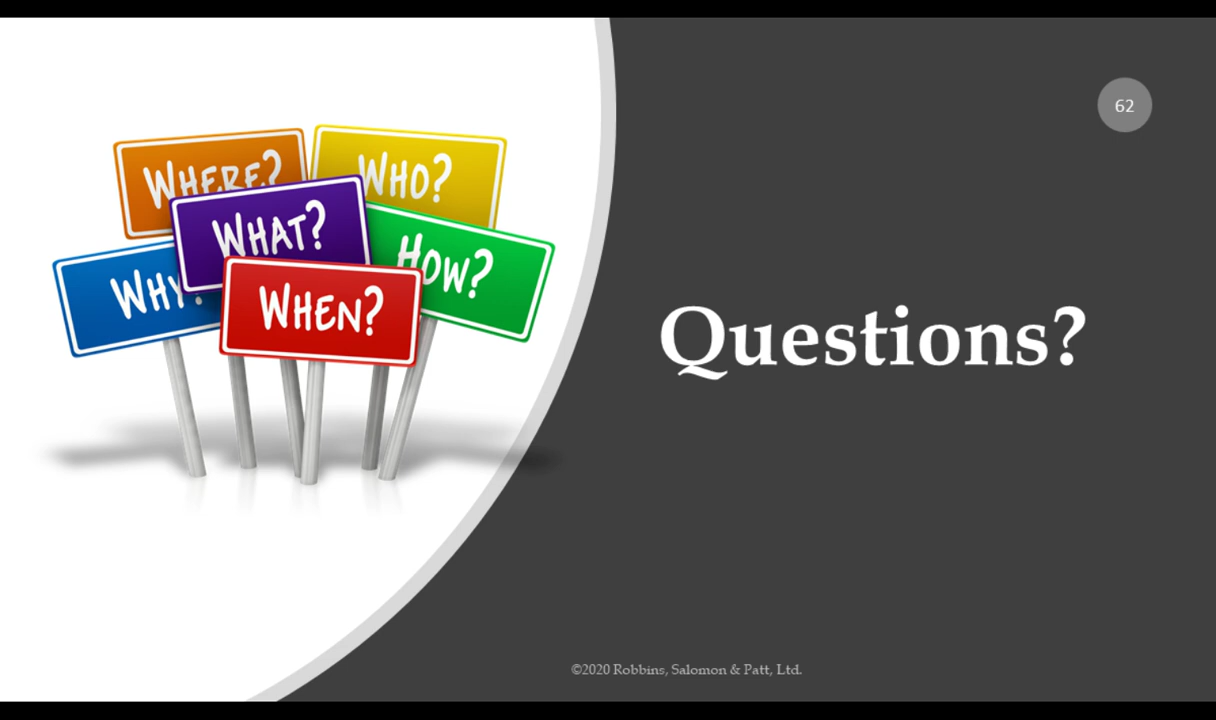 62
WHERE?
WHO?
WHAT?
HOW?
WHY?
WHEN?
Questions?
©2020 Robbins, Salomon & Patt, Ltd.